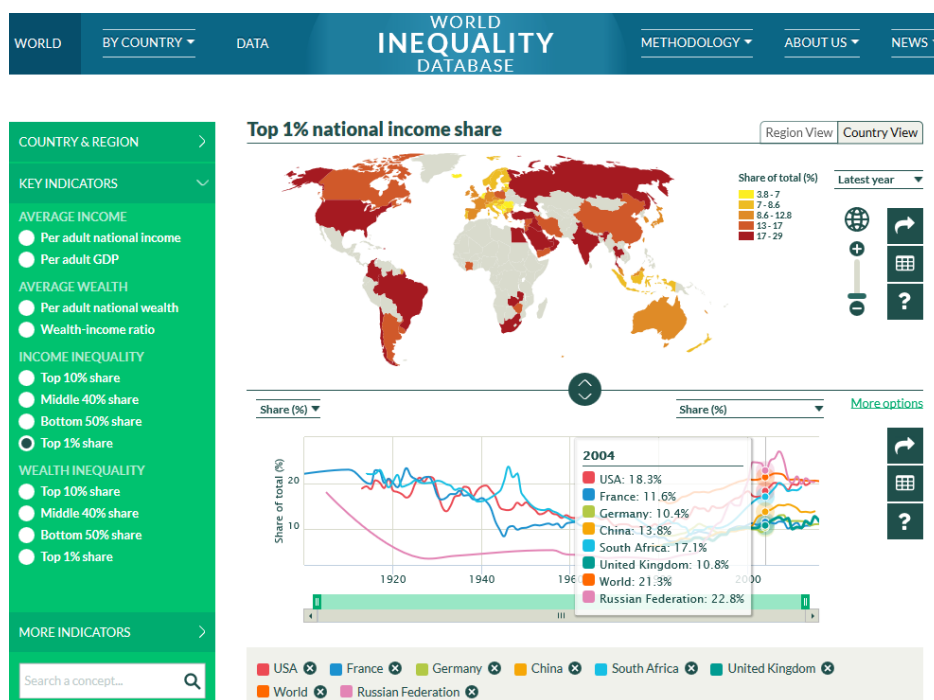 WORLD
BY COUNTRY
DATA
WORLD
INEQUALITY
DATABASE
METHODOLOGY
ABOUT US
NEWS
COUNTRY & REGION
KEY INDICATORS
AVERAGE INCOME
Per adult national income
Per adult GDP
AVERAGE WEALTH
Per adult national wealth
Wealth-income ratio
INCOME INEQUALITY
Top 10% share
Middle 40% share
Bottom 50% share
Top 1% share
WEALTH INEQUALITY
Top 10% share
Middle 40% share
Bottom 50% share
Top 1% share
MORE INDICATORS
Search a concept...
Top 1% national income share
Region View
Country View
Share of total (%)
3.8 - 7
7 - 8.6
8.6 - 12.8
13 - 17
17 - 29
Latest year
?
Share (%)
Share (%)
More options
?
Share of total (%)
20
10
1920
1940
196
2000
2004
USA: 18.3%
France: 11.6%
Germany: 10.4%
China: 13.8%
South Africa: 17.1%
United Kingdom: 10.8%
World: 21.3%
Russian Federation: 22.8%
USA France Germany China South Africa United Kingdom
World Russian Federation